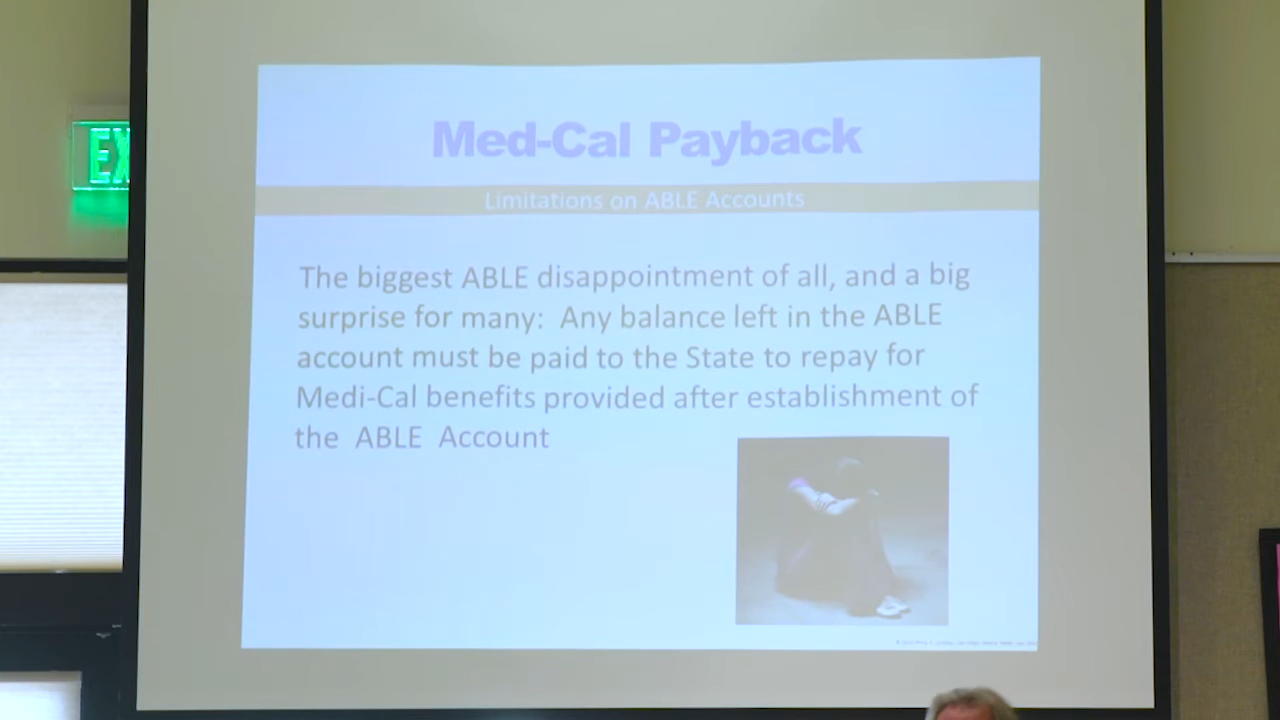 EX
Med-Cal Payback
Limitations on ABLE Accounts
The biggest ABLE disappointment of all, and a big
surprise for many: Any balance left in the ABLE
account must be paid to the State to repay for
Medi-Cal benefits provided after establishment of
the ABLE Account